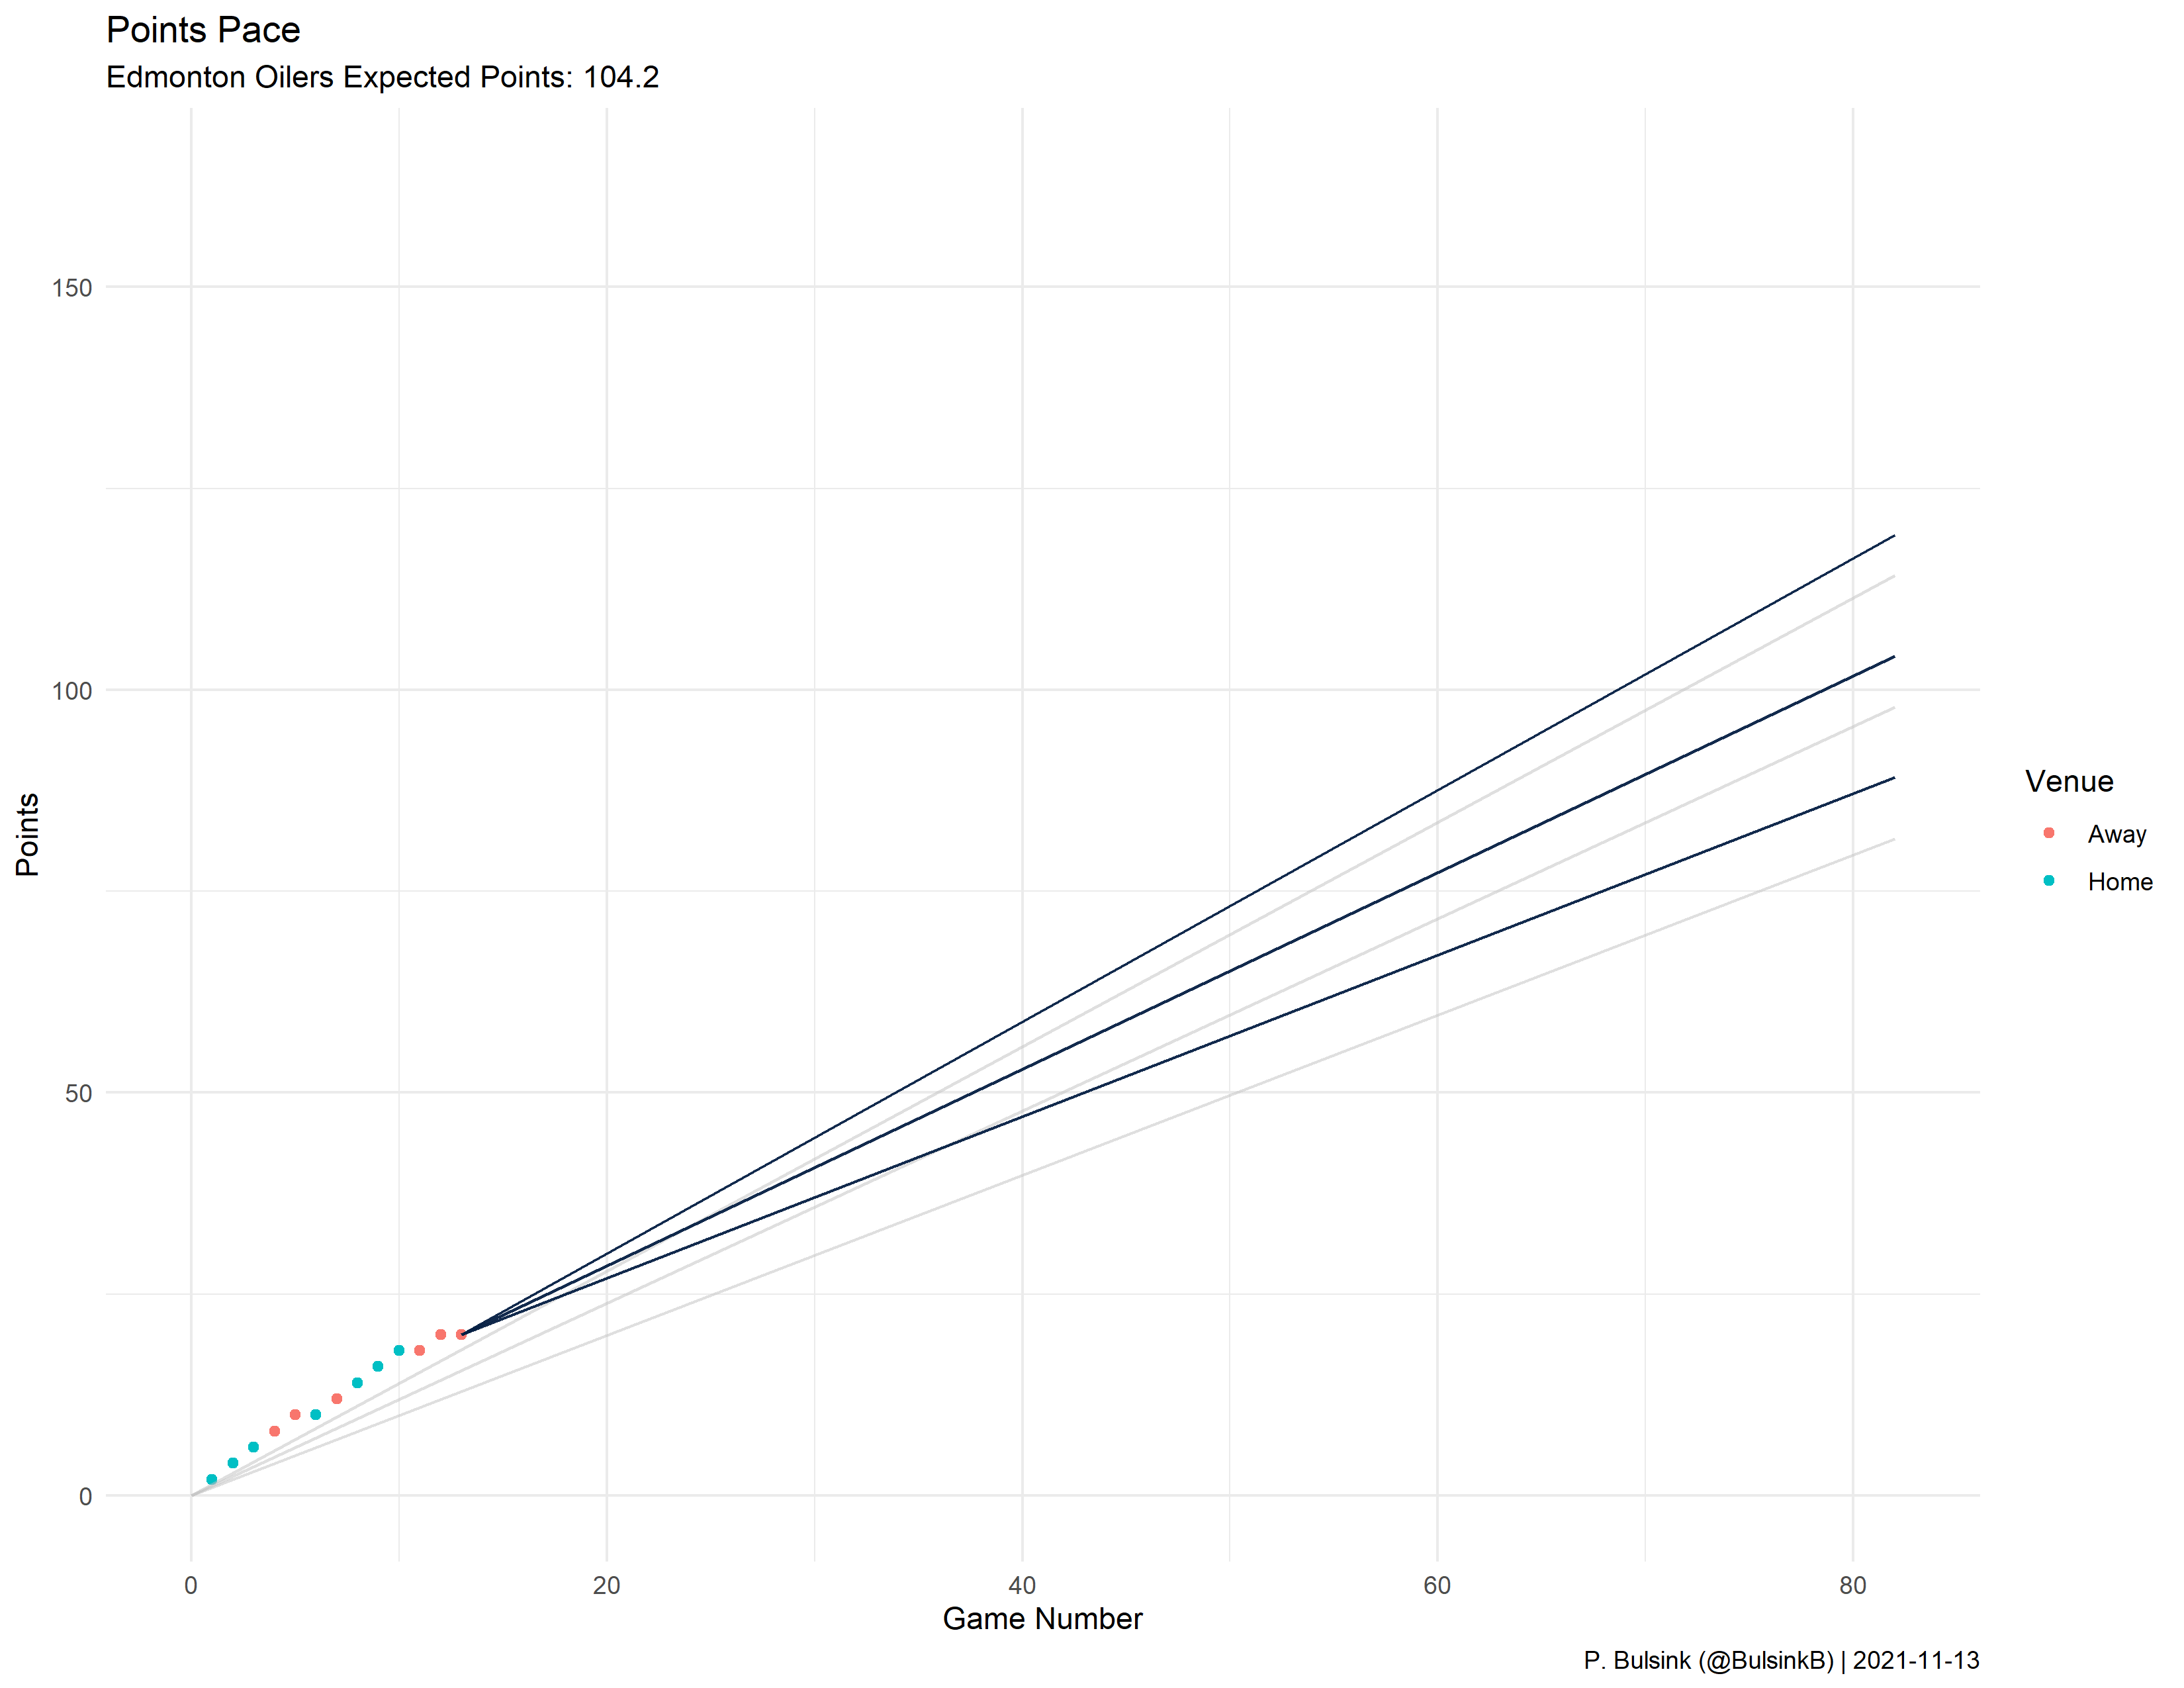 Points Pace
Edmonton Oilers Expected Points: 104.2
150
100
50
0
Points
0 20 40 60 80
Game Number
Venue
Away
Home
P. Bulsink (@BulsinkB) | 2021-11-13